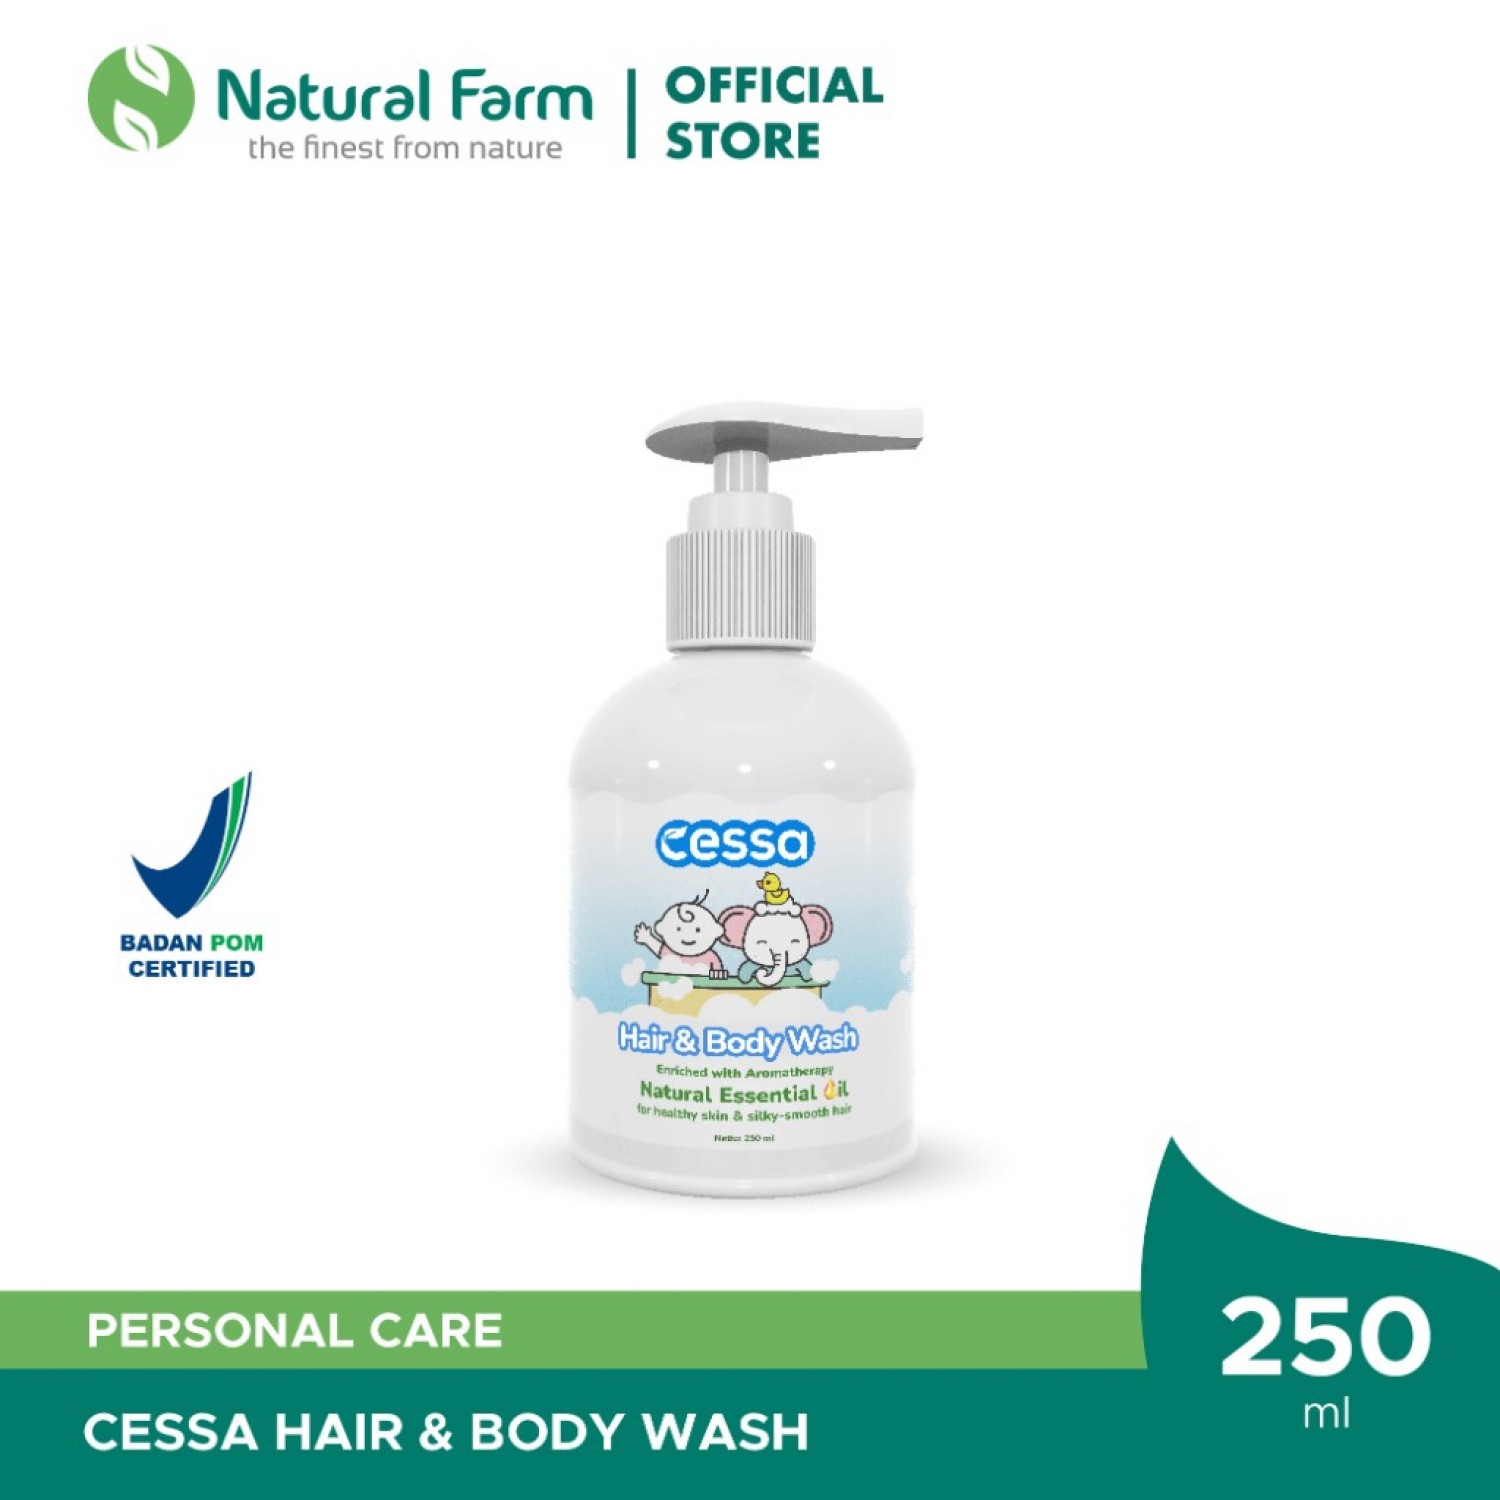 Natural Farm
the finest from nature
OFFICIAL
STORE
cessa
Hair & Body Wash
Enriched with Aromatherapy
Natural Essential Oil
for healthy skin & silky-smooth hair
Netto: 250 ml
BADAN POM
CERTIFIED
PERSONAL CARE
CESSA HAIR & BODY WASH
250
ml